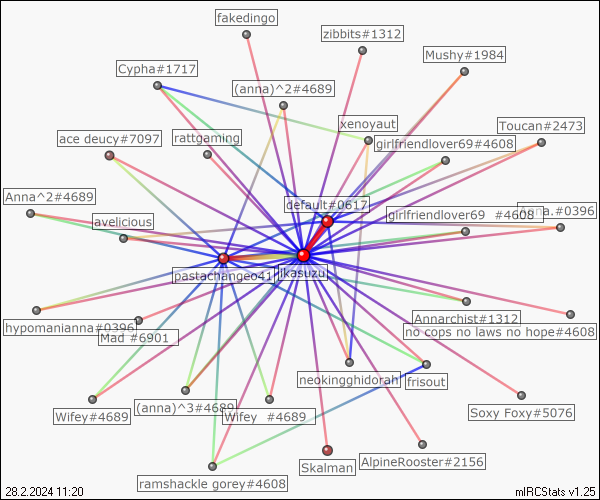 fakedingo
zibbits#1312
Mushy#1984
Cypha#1717
(anna)^2#4689
xenoyaut
Toucan#2473
ace deucy#7097
rattgaming
girlfriendlover69#4608
Anna^2#4689
default#0617
avelicious
girlfriendlover69 #4608
#0396
pastachangeo41
jikasuzu
hypomanianna#0396
Mad #6901
Annarchist#1312
no cops no laws no hope#4608
neokingghidorah
frisout
Wifey#4689
(anna)^3#4689
Wifey #4689
Soxy Foxy#5076
ramshackle gorey#4608
Skalman
AlpineRooster#2156
28.2.2024 11:20
mIRCStats v1.25